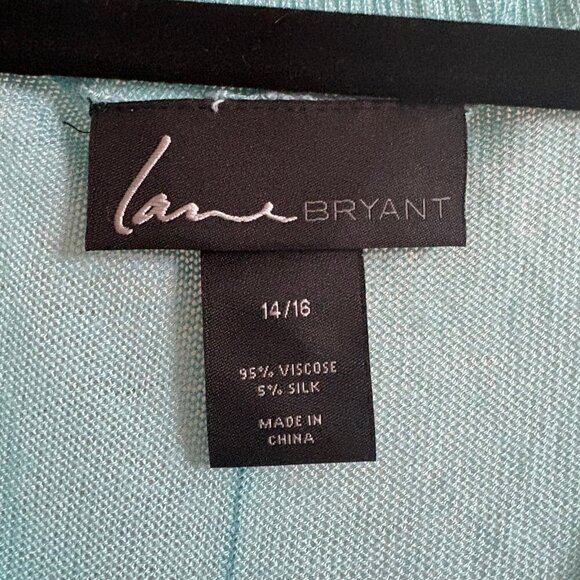 Lane BRYANT
14/16
95% VISCOSE
5% SILK
MADE IN
CHINA